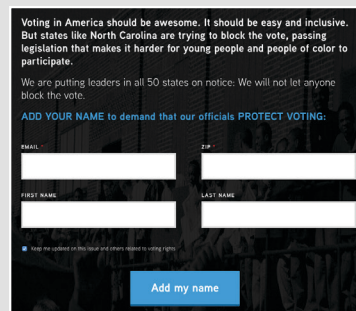 Voting in America should be awesome. It should be easy and inclusive.
But states like North Carolina are trying to block the vote, passing
legislation that makes it harder for young people and people of color to
participate.
We are putting leaders in all 50 states on notice: We will not let anyone
block the vote.
ADD YOUR NAME to demand that our officials PROTECT VOTING:
EMAIL * ZIP *
FIRST NAME LAST NAME
Keep me updated on this issue and others related to voting rights.
Add my name